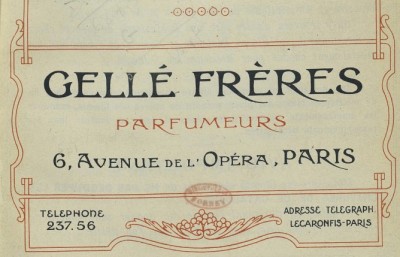 GELLÉ FRÈRES
PARFUMEURS
6, AVENUE DE L'OPÉRA, PARIS
TELEPHONE
237.56
ADRESSE TELEGRAPH.
LECARONFIS-PARIS